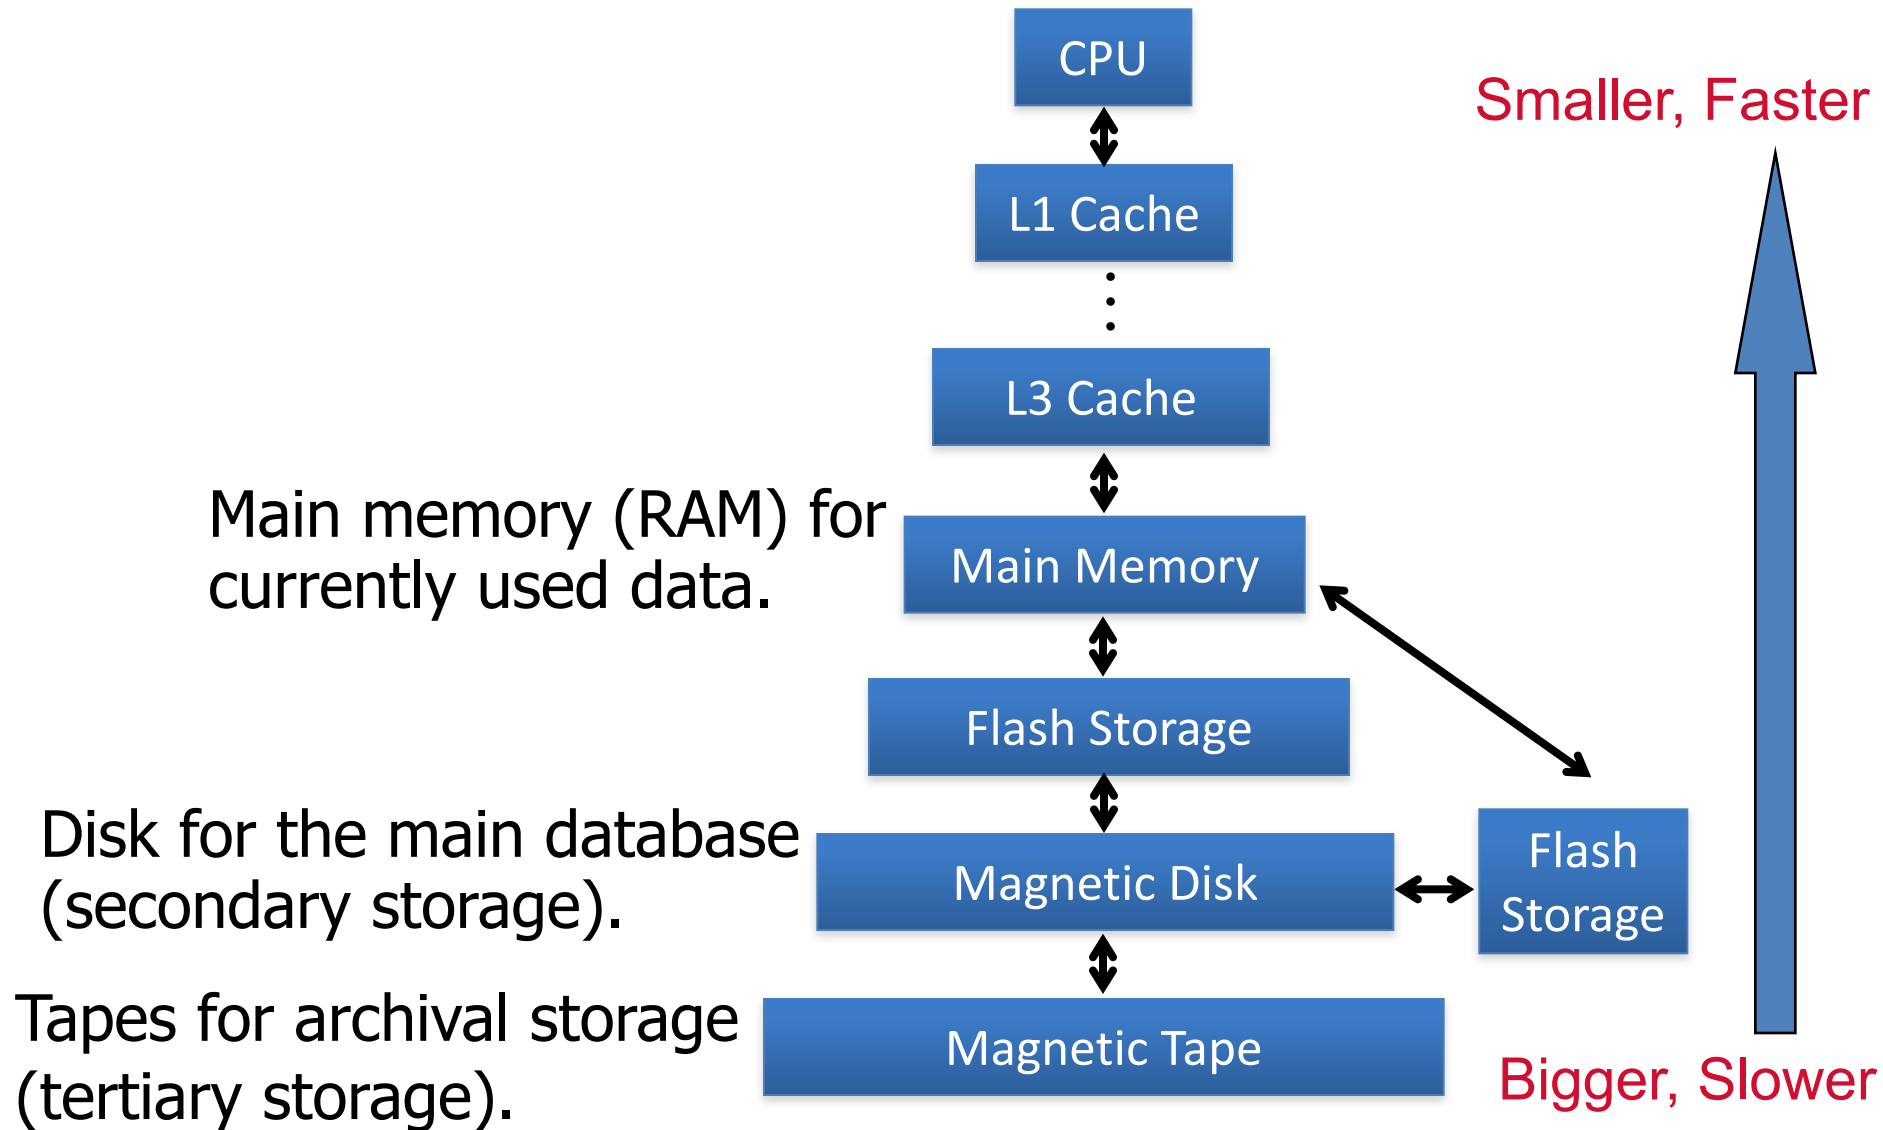 CPU
Smaller, Faster
L1 Cache
L3 Cache
Main memory (RAM) for
currently used data.
Main Memory
Flash Storage
Disk for the main database
(secondary storage).
Magnetic Disk
Flash
Storage
Tapes for archival storage
(tertiary storage).
Magnetic Tape
Bigger, Slower